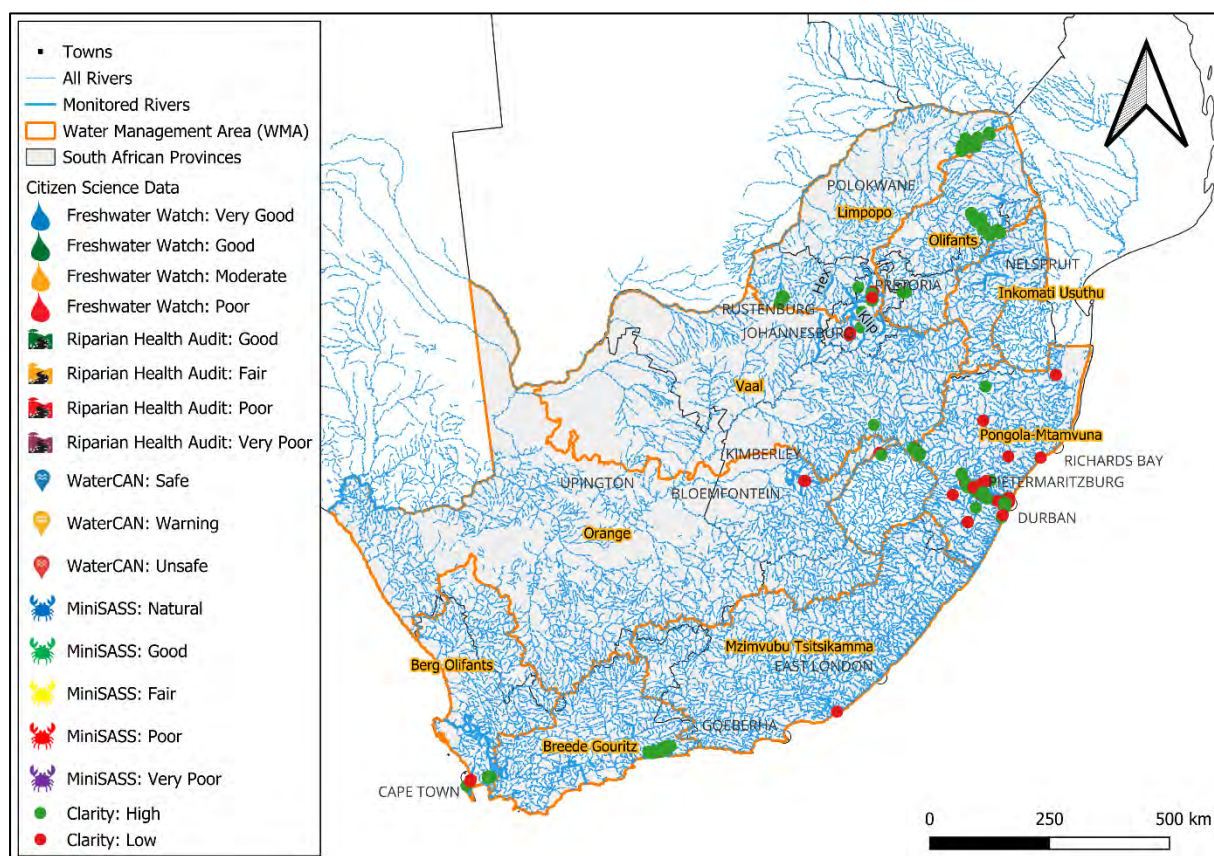 Towns
All Rivers
Monitored Rivers
Water Management Area (WMA)
South African Provinces
Citizen Science Data
Freshwater Watch: Very Good
Freshwater Watch: Good
Freshwater Watch: Moderate
Freshwater Watch: Poor
Riparian Health Audit: Good
Riparian Health Audit: Fair
Riparian Health Audit: Poor
Riparian Health Audit: Very Poor
WaterCAN: Safe
WaterCAN: Warning
WaterCAN: Unsafe
MiniSASS: Natural
MiniSASS: Good
MiniSASS: Fair
MiniSASS: Poor
MiniSASS: Very Poor
Clarity: High
Clarity: Low
POLOKWANE
Limpopo
Olifants
NELSPRUIT
Inkomati Usuthu
PRETORIA
RUSTENBURG
Klip
JOHANNESBURG
Vaal
Pongola-Mtamvuna
KIMBERLEY
RICHARDS BAY
UPINGTON
BLOEMFONTEIN
PIETERMARITZBURG
DURBAN
Orange
Mzimvubu Tsitsikamma
Berg Olifants
EAST LONDON
GQEBERHA
Breede Gouritz
CAPE TOWN
0 250 500 km